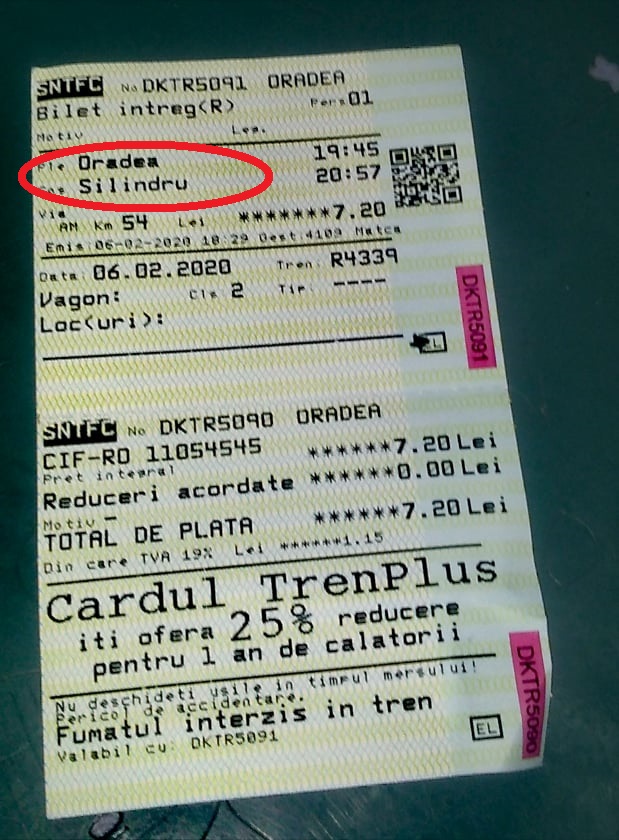 SNTFC No DKTR5091 ORADEA
Bilet intreg(R) Pers 01
Motiv Leg.
Ple Oradea 19:45
Sos Silindru 20:57
Via
AM Km 54 Lei *******7.20
Emis:06-02-2020 18:29 Gest:4109 Matca
Data: 06.02.2020 Tren: R4339
Vagon: Cls 2 Tip: ----
Loc(uri):
EL
DKTR5091
SNTFC No DKTR5090 ORADEA
CIF-RO 11054545
Pret integral ******7.20 Lei
Reduceri acordate ******0.00 Lei
Motiv –
TOTAL DE PLATA ******7.20 Lei
Din care TVA 19% Lei ******1.15
Cardul TrenPlus
iti ofera 25% reducere
pentru 1 an de calatorii
Nu deschideti usile in timpul mersului!
Pericol de accidentare.
Fumatul interzis in tren
Valabil cu: DKTR5091
EL
DKTR5090